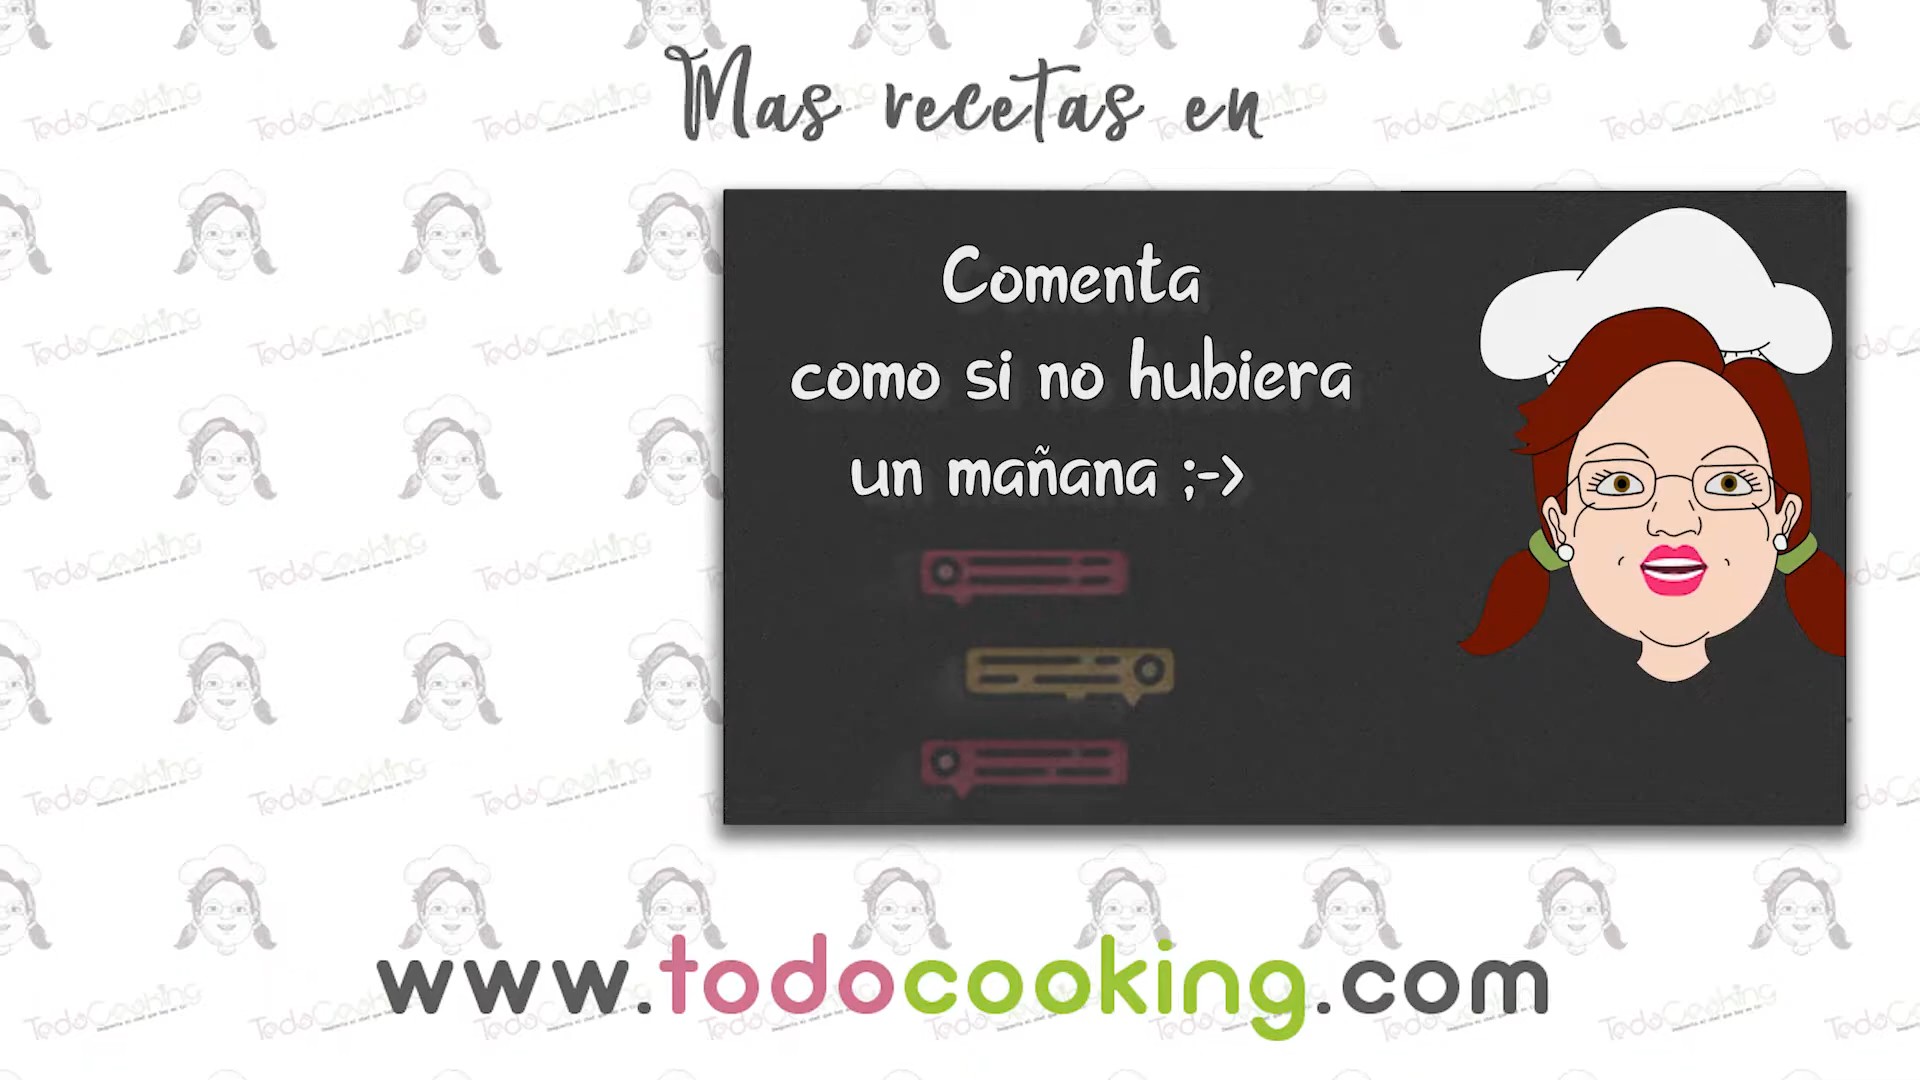 Mas recetas en
Comenta
como si no hubiera
un mañana ;->
www.todocooking.com